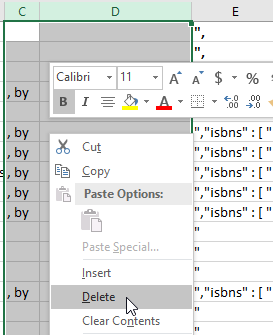 C D E
",
",
Calibri 11 A A $ %
, by
B I A .00 .0
, by ","isbns" : [ "
, by Cut ","isbns" : [ "
, by Copy ","isbns" : [ "
, by Paste Options: ","isbns" : [ "
, by ","isbns" : [ "
"
Paste Special... "
Insert "
, by Delete ","isbns" : [ "
Clear Contents "